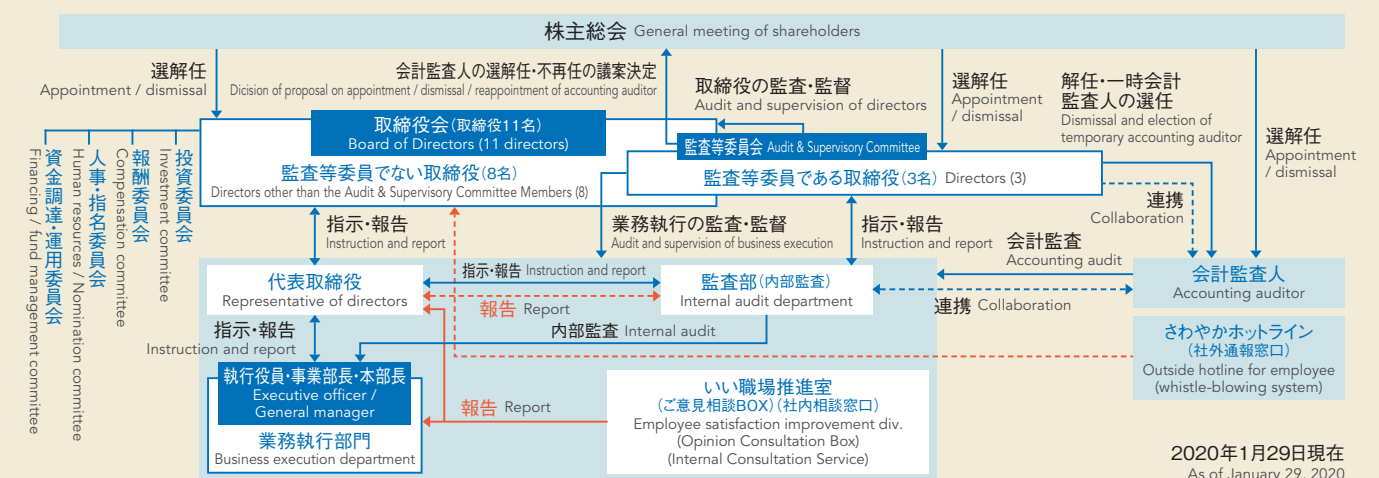 株主総会 General meeting of shareholders
選解任
Appointment / dismissal
会計監査人の選解任・不再任の議案決定
Dicision of proposal on appointment / dismissal / reappointment of accounting auditor
取締役の監査・監督
Audit and supervision of directors
選解任
Appointment
/ dismissal
解任・一時会計
監査人の選任
Dismissal and election of
temporary accounting auditor
選解任
Appointment
/ dismissal
取締役会(取締役11名)
Board of Directors (11 directors)
監査等委員でない取締役(8名)
Directors other than the Audit & Supervisory Committee Members (8)
監査等委員会 Audit & Supervisory Committee
監査等委員である取締役(3名) Directors (3)
投資委員会
Investment committee
報酬委員会
Compensation committee
人事・指名委員会
Human resources / Nomination committee
資金調達・運用委員会
Financing / fund management committee
指示・報告
Instruction and report
業務執行の監査・監督
Audit and supervision of business execution
指示・報告
Instruction and report
連携
Collaboration
会計監査
Accounting audit
代表取締役
Representative of directors
指示・報告 Instruction and report
報告 Report
監査部(内部監査)
Internal audit department
連携 Collaboration
会計監査人
Accounting auditor
指示・報告
Instruction and report
内部監査 Internal audit
さわやかホットライン
(社外通報窓口)
Outside hotline for employee
(whistle-blowing system)
執行役員・事業部長・本部長
Executive officer /
General manager
業務執行部門
Business execution department
報告 Report
いい職場推進室
(ご意見相談BOX)(社内相談窓口)
Employee satisfaction improvement div.
(Opinion Consultation Box)
(Internal Consultation Service)
2020年1月29日現在
As of January 29, 2020